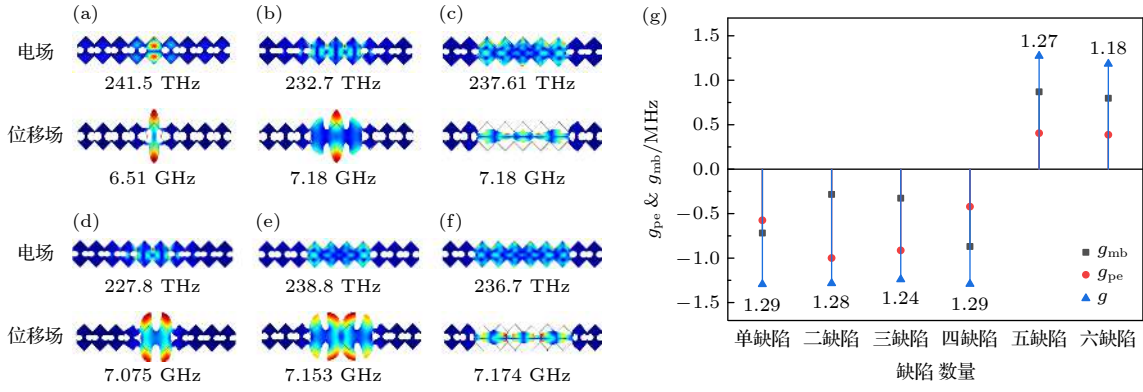 (a) (b) (c)
电场
241.5 THz 232.7 THz 237.61 THz
位移场
6.51 GHz 7.18 GHz 7.18 GHz
(d) (e) (f)
电场
227.8 THz 238.8 THz 236.7 THz
位移场
7.075 GHz 7.153 GHz 7.174 GHz
(g)
gpe & gmb/MHz
1.5
1.0
0.5
0.0
−0.5
−1.0
−1.5
1.27 1.18
1.29 1.28 1.24 1.29
gmb
gpe
g
单缺陷 二缺陷 三缺陷 四缺陷 五缺陷 六缺陷
缺陷 数量